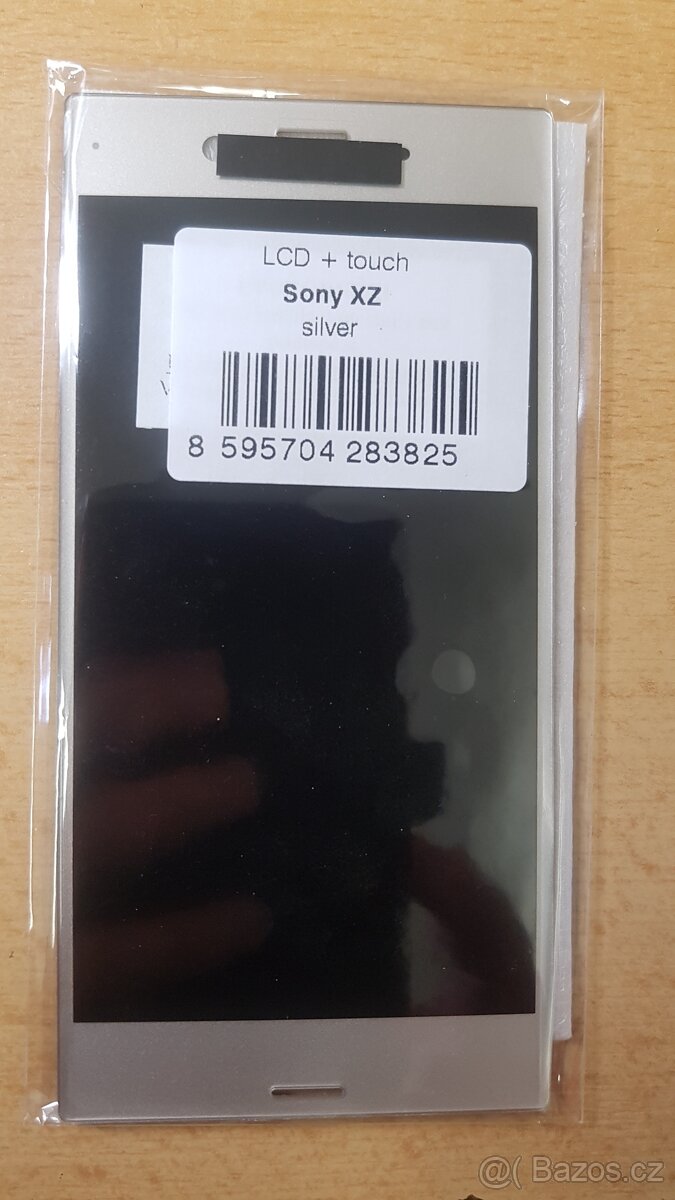 LCD + touch
Sony XZ
silver
8 595704 283825
@( Bazos.cz